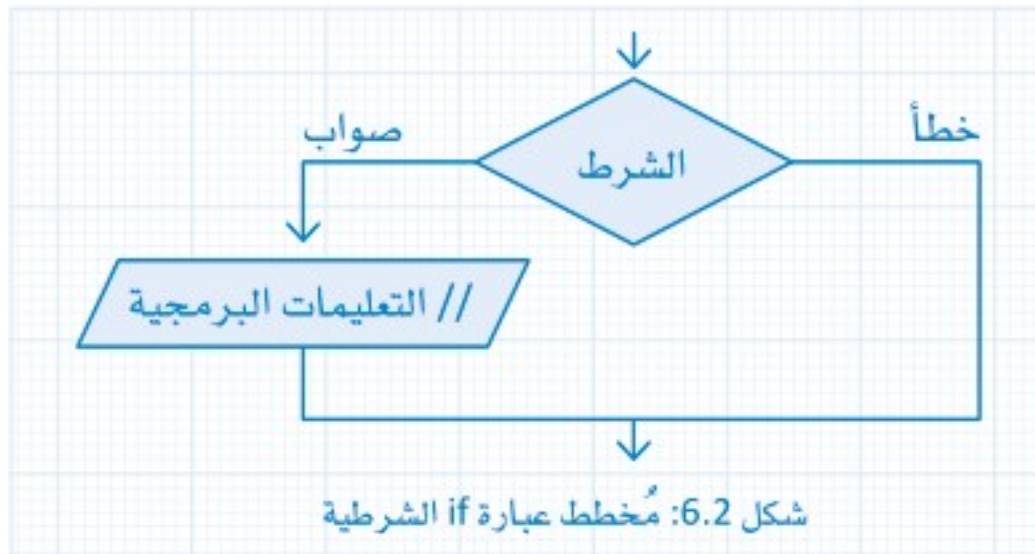 خطأ
صواب
الشرط
// التعليمات البرمجية
شكل 6.2: مُخطط عبارة if الشرطية